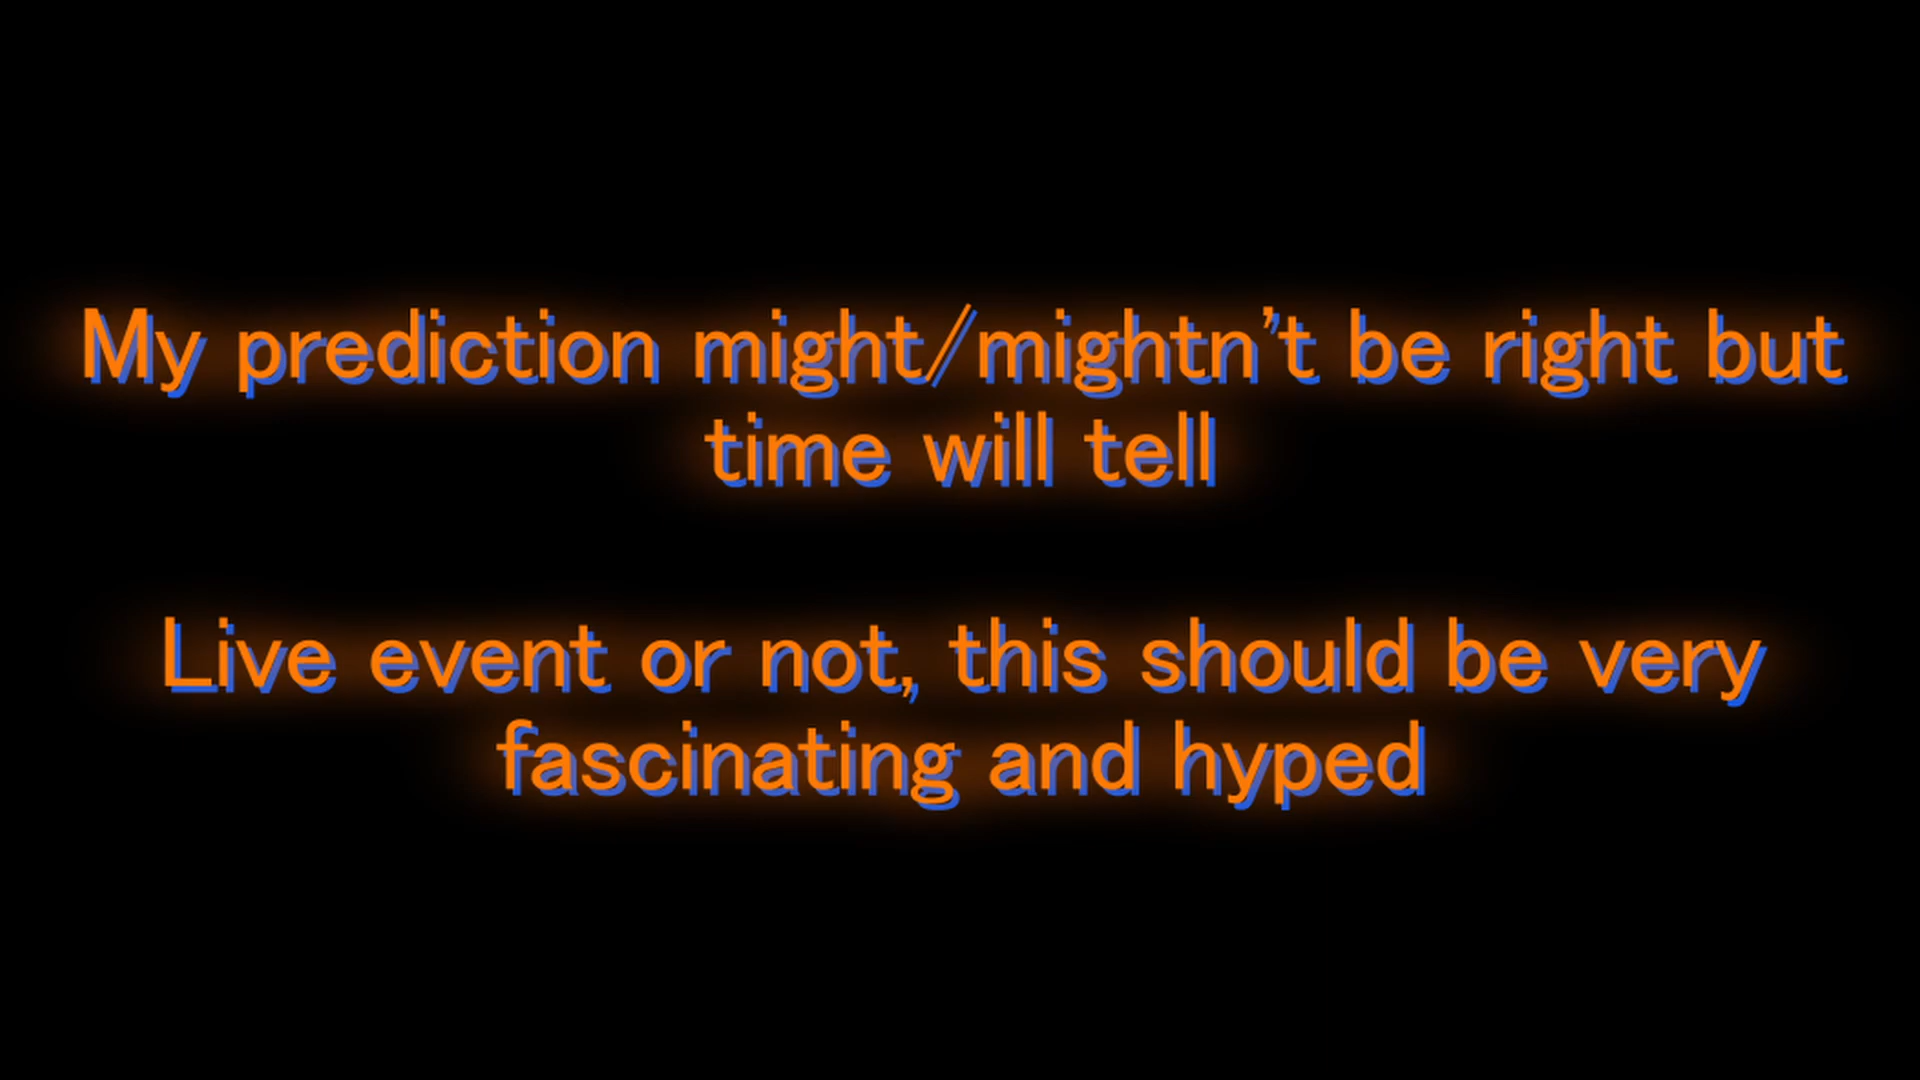 My prediction might/mightn't be right but
time will tell
Live event or not, this should be very
fascinating and hyped